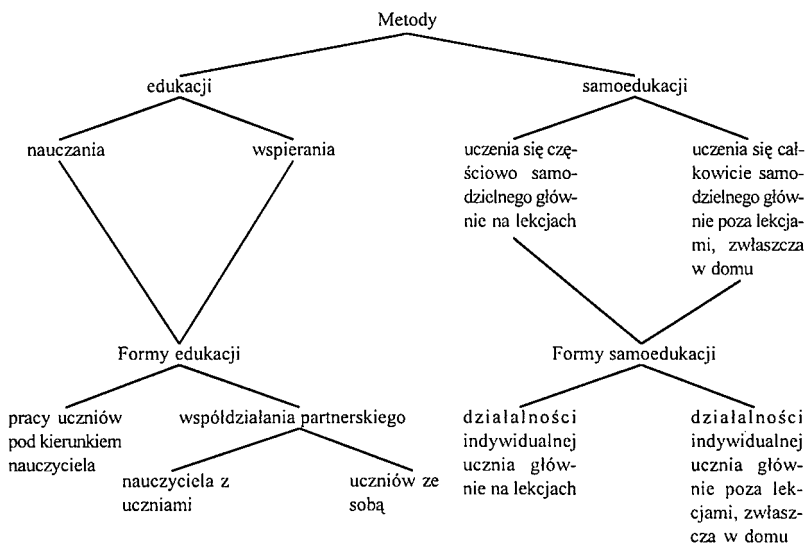 Metody
edukacji
samoedukacji
nauczania
wspierania
uczenia się czę-
ściowo samo-
dzielnego głów-
nie na lekcjach
uczenia się cał-
kowicie samo-
dzielnego głów-
nie poza lekcja-
mi, zwłaszcza
w domu
Formy edukacji
Formy samoedukacji
pracy uczniów
pod kierunkiem
nauczyciela
współdziałania partnerskiego
nauczyciela z
uczniami
uczniów ze
sobą
działalności
indywidualnej
ucznia głów-
nie na lekcjach
działalności
indywidualnej
ucznia głów-
nie poza lek-
cjami, zwłasz-
cza w domu